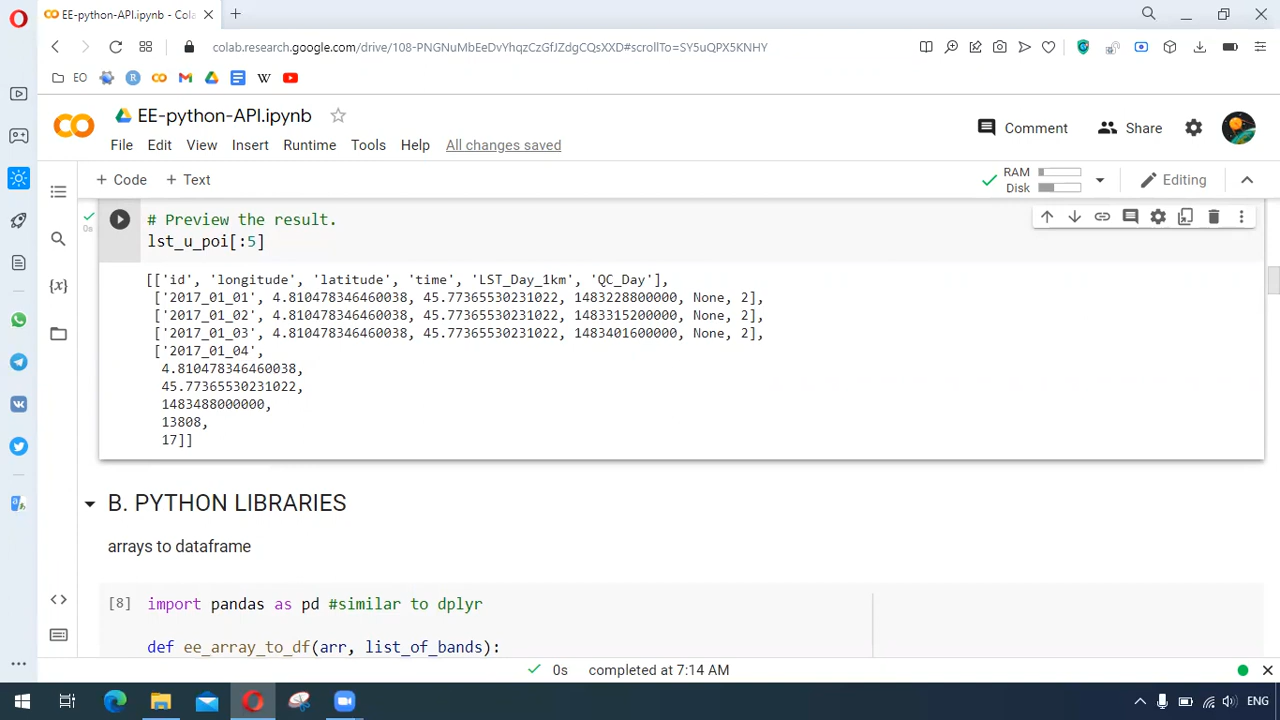 EE-python-API.ipynb - Cola
colab.research.google.com/drive/108-PNGNuMbEeDvYhqzCzGfJZdgCQsXXD#scrollTo=SY5uQPX5KNHY
EO
EE-python-API.ipynb
Comment
Share
File Edit View Insert Runtime Tools Help All changes saved
+ Code + Text
RAM
Disk
Editing
# Preview the result.
lst_u_poi[:5]
0s
[['id', 'longitude', 'latitude', 'time', 'LST_Day_1km', 'QC_Day'],
['2017_01_01', 4.810478346460038, 45.77365530231022, 1483228800000, None, 2],
['2017_01_02', 4.810478346460038, 45.77365530231022, 1483315200000, None, 2],
['2017_01_03', 4.810478346460038, 45.77365530231022, 1483401600000, None, 2],
['2017_01_04',
4.810478346460038,
45.77365530231022,
1483488000000,
13808,
17]]
B. PYTHON LIBRARIES
arrays to dataframe
[8] import pandas as pd #similar to dplyr
def ee_array_to_df(arr, list_of_bands):
0s completed at 7:14 AM
ENG